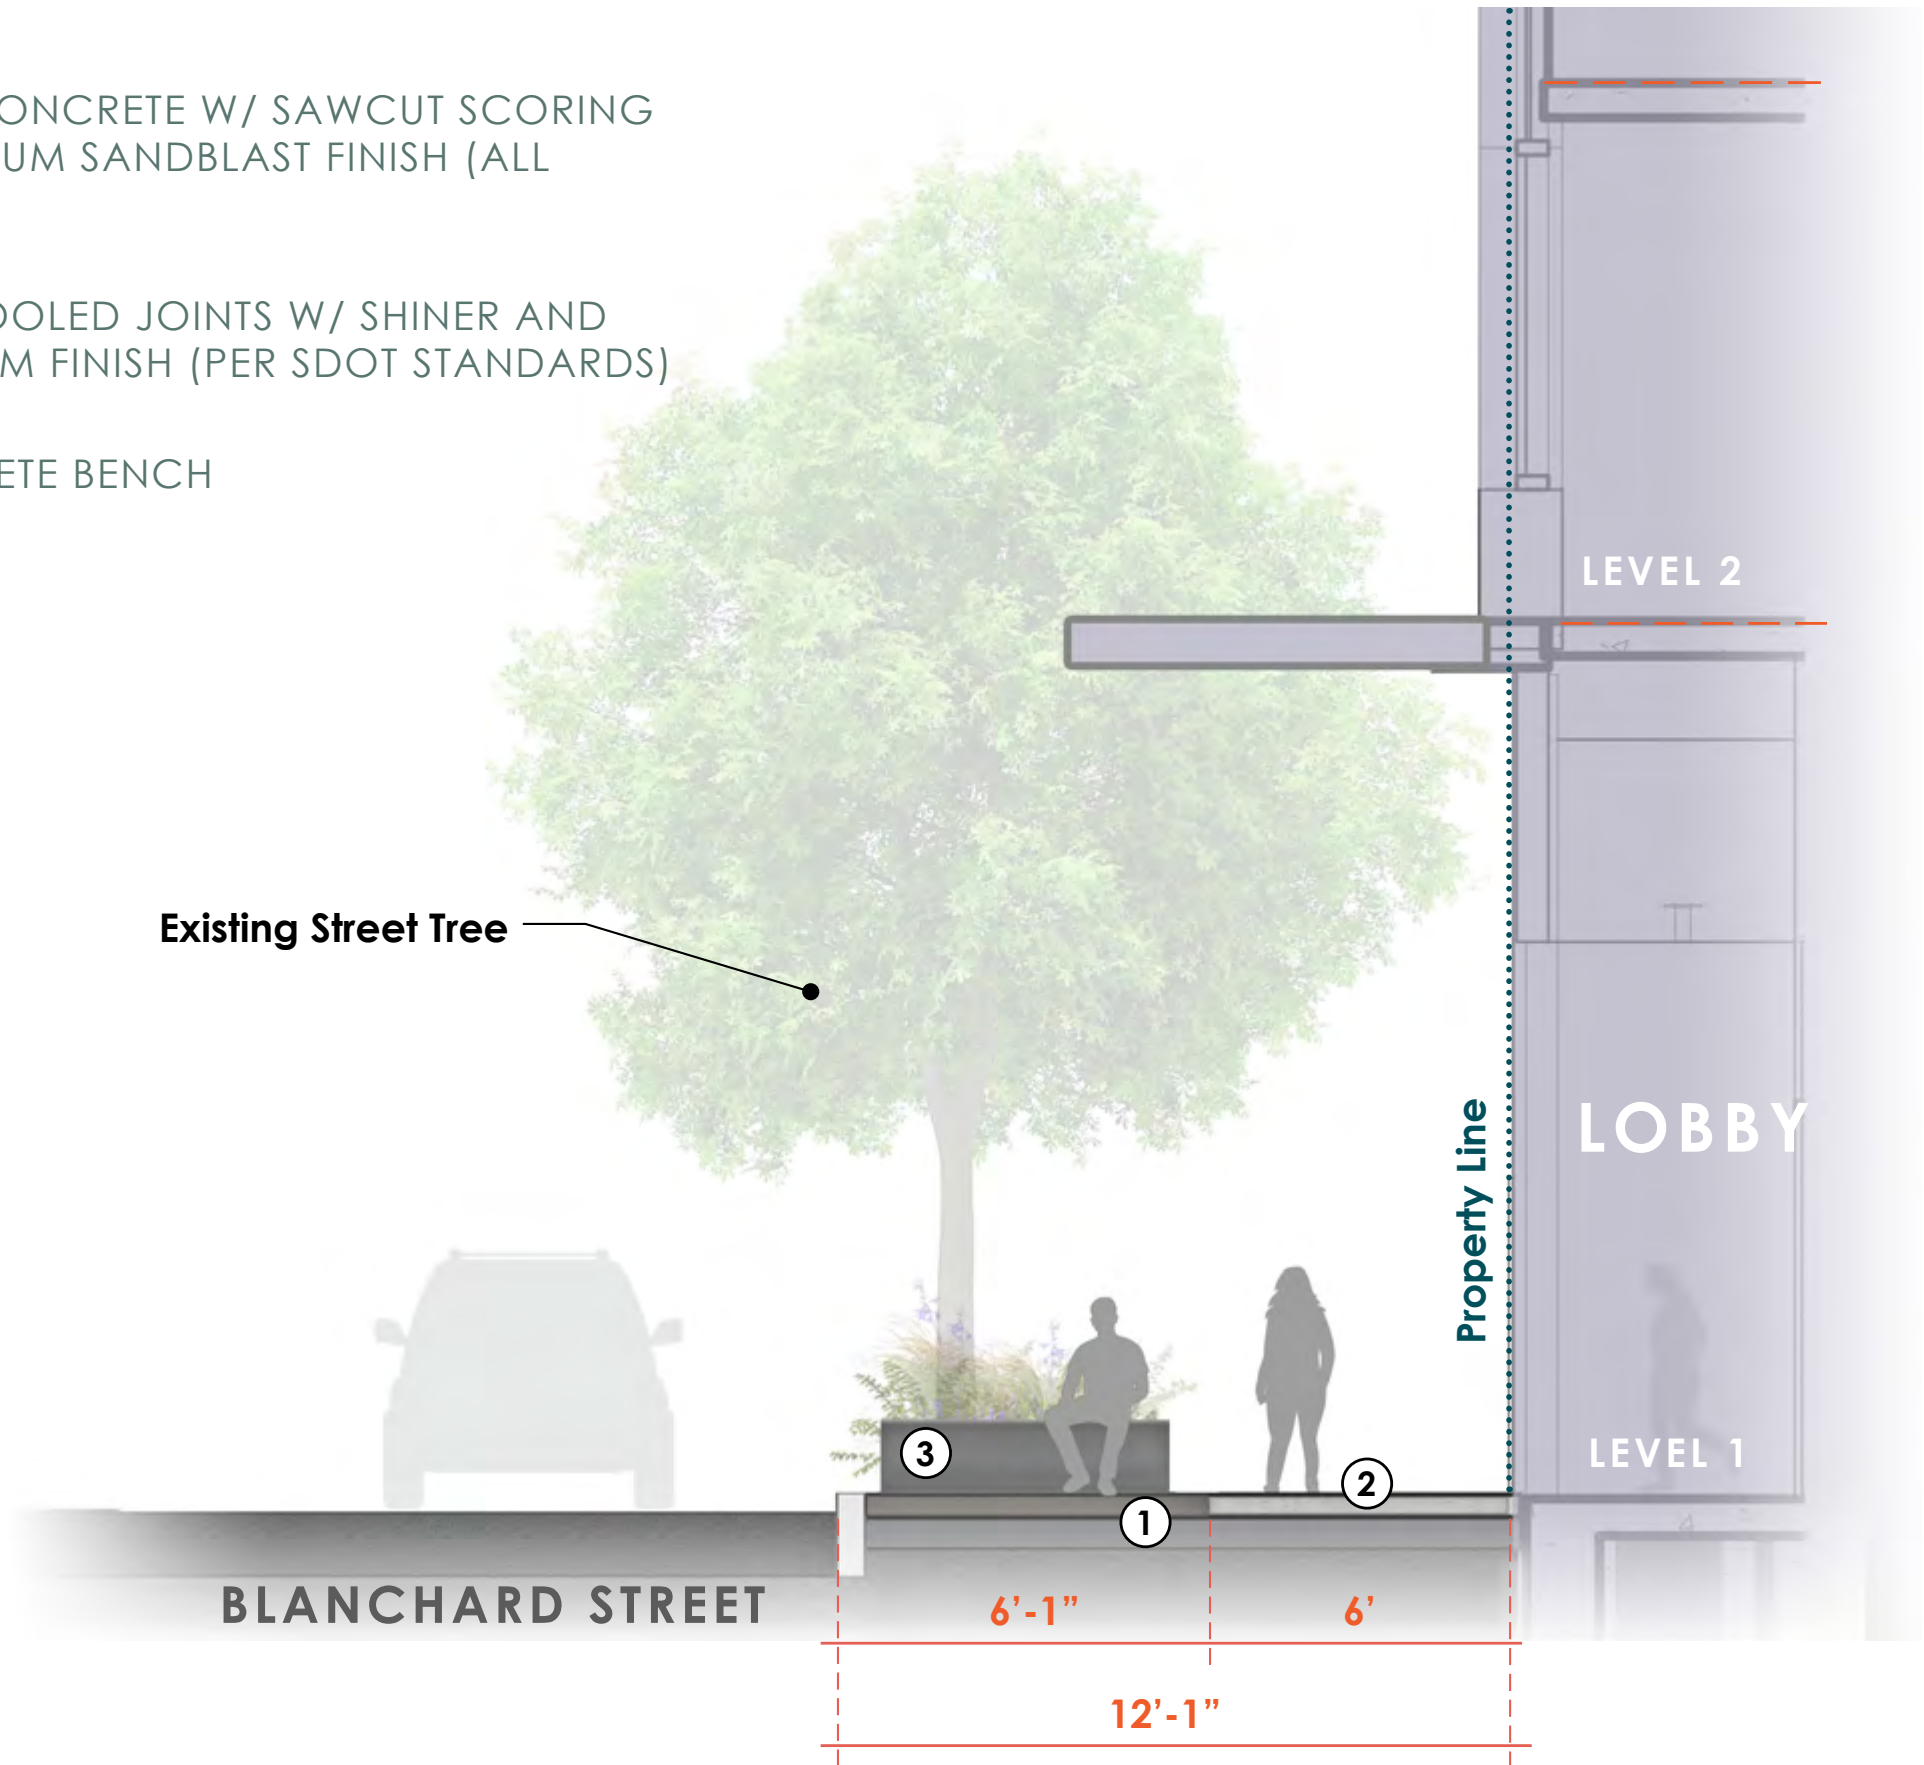 ONCRETE W/ SAWCUT SCORING
UM SANDBLAST FINISH (ALL
OOLED JOINTS W/ SHINER AND
M FINISH (PER SDOT STANDARDS)
ETE BENCH
LEVEL 2
Existing Street Tree
Property Line
LOBBY
LEVEL 1
3
2
1
BLANCHARD STREET
6’-1”
6’
12’-1”